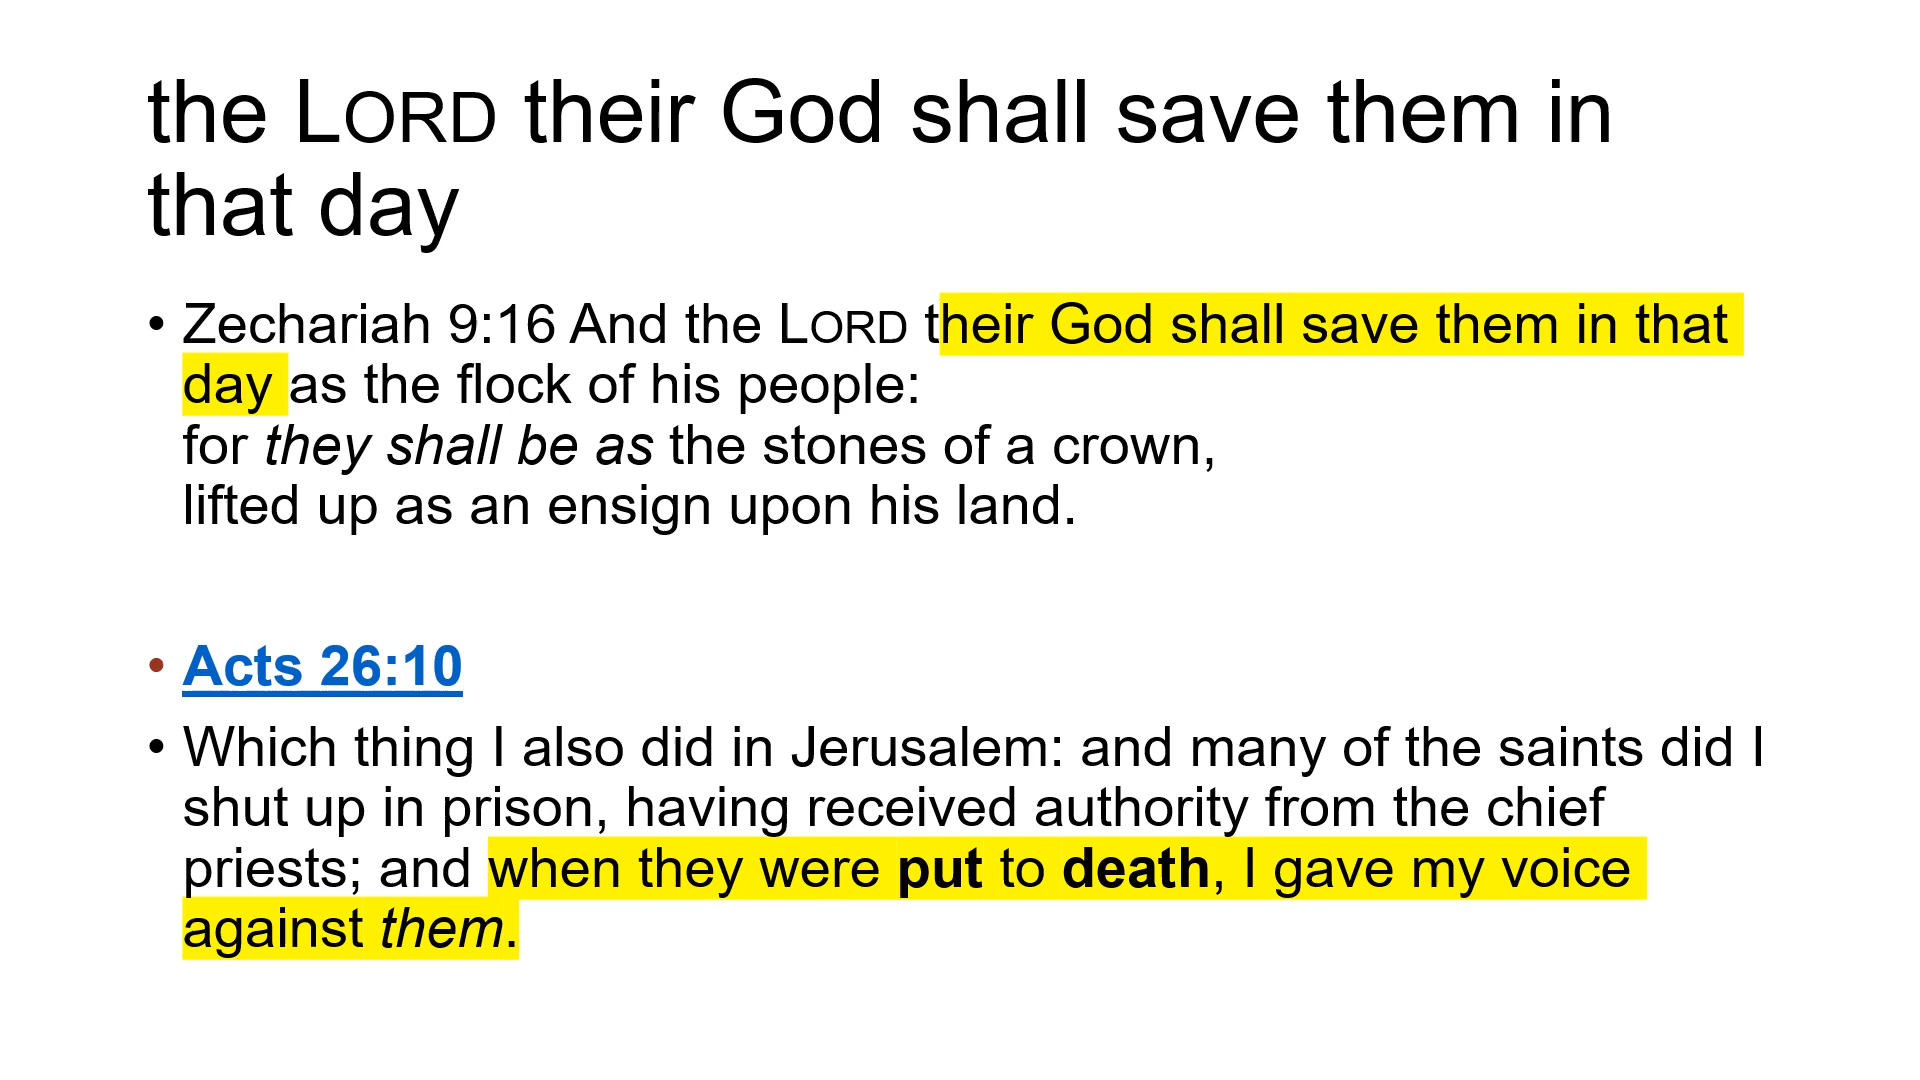 the LORD their God shall save them in
that day
• Zechariah 9:16 And the LORD their God shall save them in that
day as the flock of his people:
for they shall be as the stones of a crown,
lifted up as an ensign upon his land.
• Acts 26:10
• Which thing I also did in Jerusalem: and many of the saints did I
shut up in prison, having received authority from the chief
priests; and when they were put to death, I gave my voice
against them.